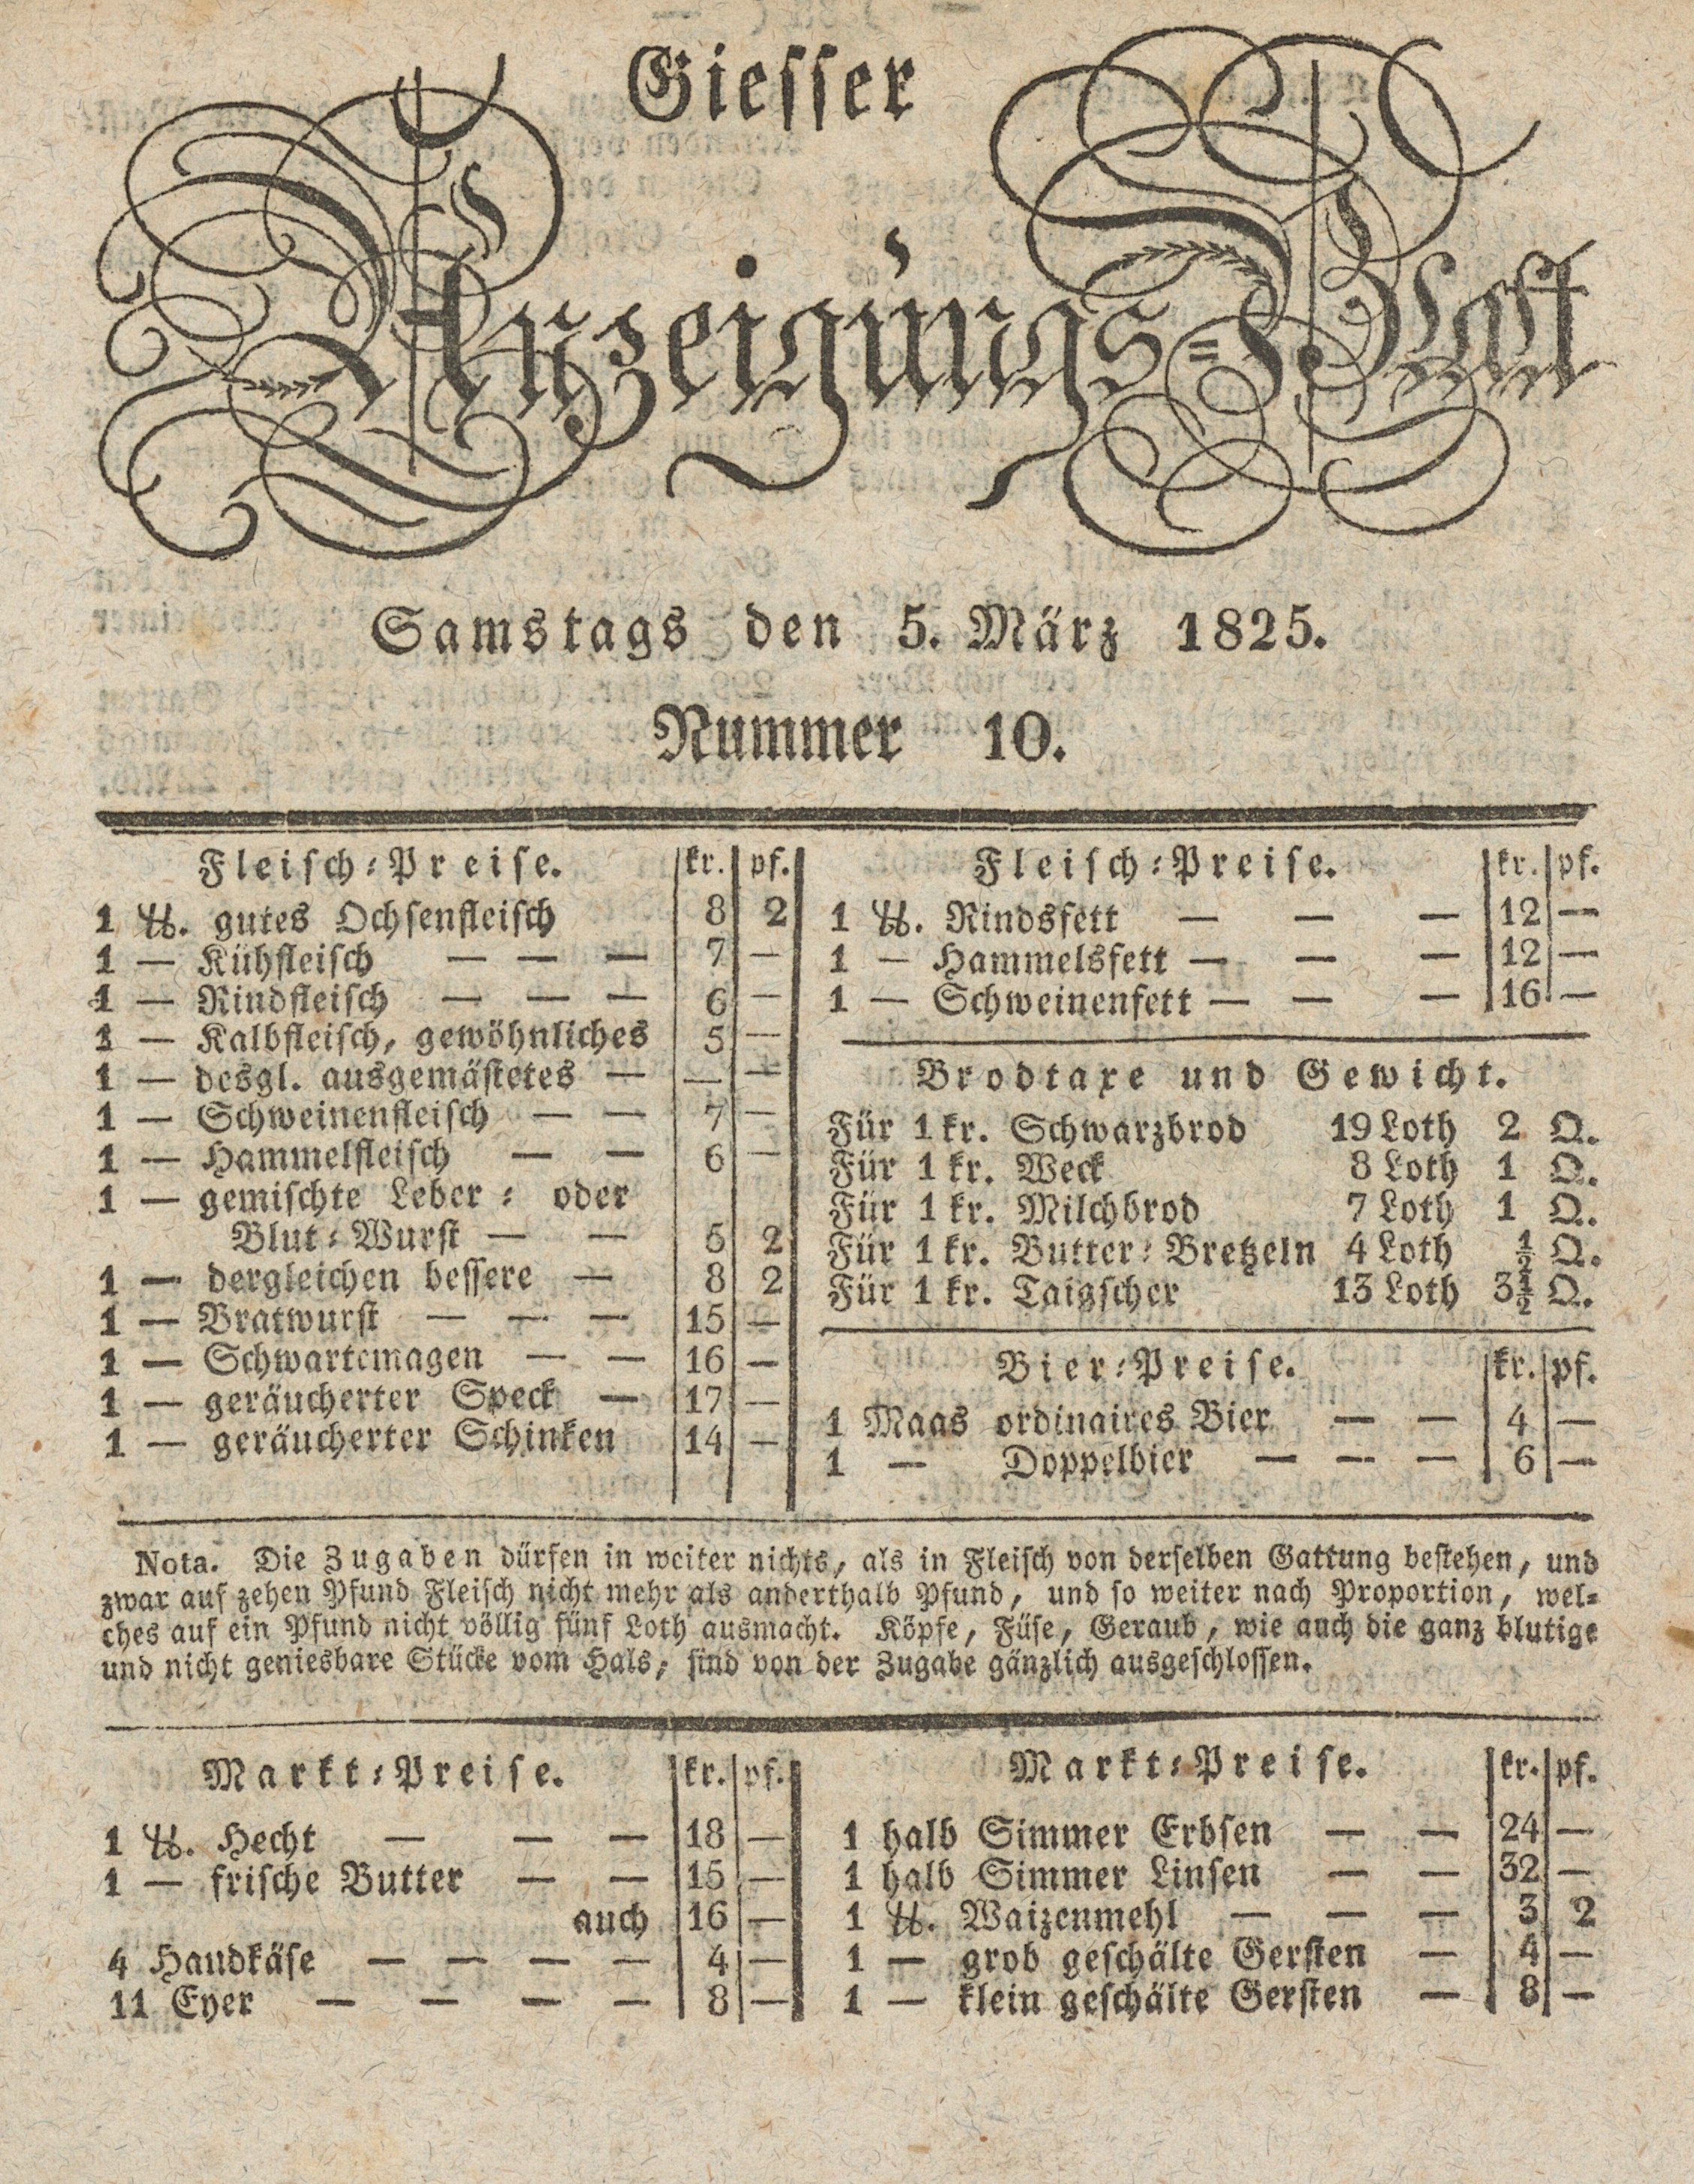 Giesser
Anzeigungs-Blatt
Samstags den 5. März 1825.
Nummer 10.
Fleisch-Preise. kr. pf.
1 ℔. gutes Ochsenfleisch 8 2
1 — Kühfleisch — — — 7 —
1 — Rindfleisch — — — 6 —
1 — Kalbfleisch, gewöhnliches 5 —
1 — desgl. ausgemästetes — — —
1 — Schweinenfleisch — — 7 —
1 — Hammelfleisch — — 6 —
1 — gemischte Leber- oder
Blut-Wurst — — 5 2
1 — dergleichen bessere — 8 2
1 — Bratwurst — — — 15 —
1 — Schwartemagen — — 16 —
1 — geräucherter Speck — 17 —
1 — geräucherter Schinken 14 —
Fleisch-Preise. kr. pf.
1 ℔. Rindsfett — — — 12 —
1 — Hammelsfett — — — 12 —
1 — Schweinenfett — — — 16 —
Brodtaxe und Gewicht.
Für 1 kr. Schwarzbrod 19 Loth 2 Q.
Für 1 kr. Weck 8 Loth 1 Q.
Für 1 kr. Milchbrod 7 Loth 1 Q.
Für 1 kr. Butter-Bretzeln 4 Loth ½ Q.
Für 1 kr. Taigscher 13 Loth 3½ Q.
Bier-Preise. kr. pf.
1 Maas ordinaires Bier — — 4 —
1 — Doppelbier — — — 6 —
Nota. Die Zugaben dürfen in weiter nichts, als in Fleisch von derselben Gattung bestehen, und
zwar auf zehen Pfund Fleisch nicht mehr als anderthalb Pfund, und so weiter nach Proportion, wel-
ches auf ein Pfund nicht völlig fünf Loth ausmacht. Köpfe, Füse, Geraub, wie auch die ganz blutige
und nicht geniesbare Stücke vom Hals, sind von der Zugabe gänzlich ausgeschlossen.
Markt-Preise. kr. pf.
1 ℔. Hecht — — — 18 —
1 — frische Butter — — 15 —
auch 16 —
4 Handkäse — — — — 4 —
11 Eyer — — — — 8 —
Markt-Preise. kr. pf.
1 halb Simmer Erbsen — — 24 —
1 halb Simmer Linsen — — 32 —
1 ℔. Waizenmehl — — — 3 2
1 — grob geschälte Gersten — 4 —
1 — klein geschälte Gersten — 8 —